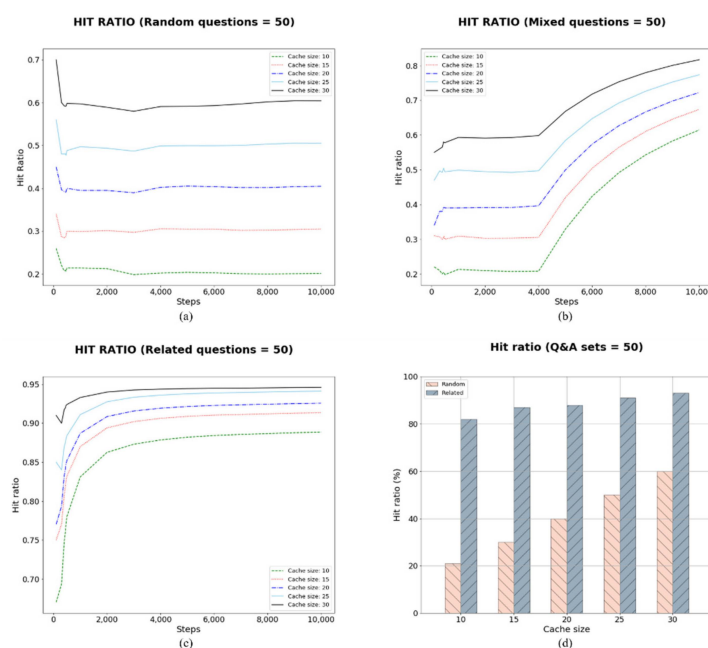 HIT RATIO (Random questions = 50)
Hit Ratio
0.7
0.6
0.5
0.4
0.3
0.2
Cache size: 10
Cache size: 15
Cache size: 20
Cache size: 25
Cache size: 30
0 2,000 4,000 6,000 8,000 10,000
Steps
(a)
HIT RATIO (Mixed questions = 50)
Hit ratio
0.8
0.7
0.6
0.5
0.4
0.3
0.2
Cache size: 10
Cache size: 15
Cache size: 20
Cache size: 25
Cache size: 30
0 2,000 4,000 6,000 8,000 10,000
Steps
(b)
HIT RATIO (Related questions = 50)
Hit ratio
0.95
0.90
0.85
0.80
0.75
0.70
Cache size: 10
Cache size: 15
Cache size: 20
Cache size: 25
Cache size: 30
0 2,000 4,000 6,000 8,000 10,000
Steps
(c)
Hit ratio (Q&A sets = 50)
Hit ratio (%)
100
80
60
40
20
0
Random
Related
10 15 20 25 30
Cache size
(d)